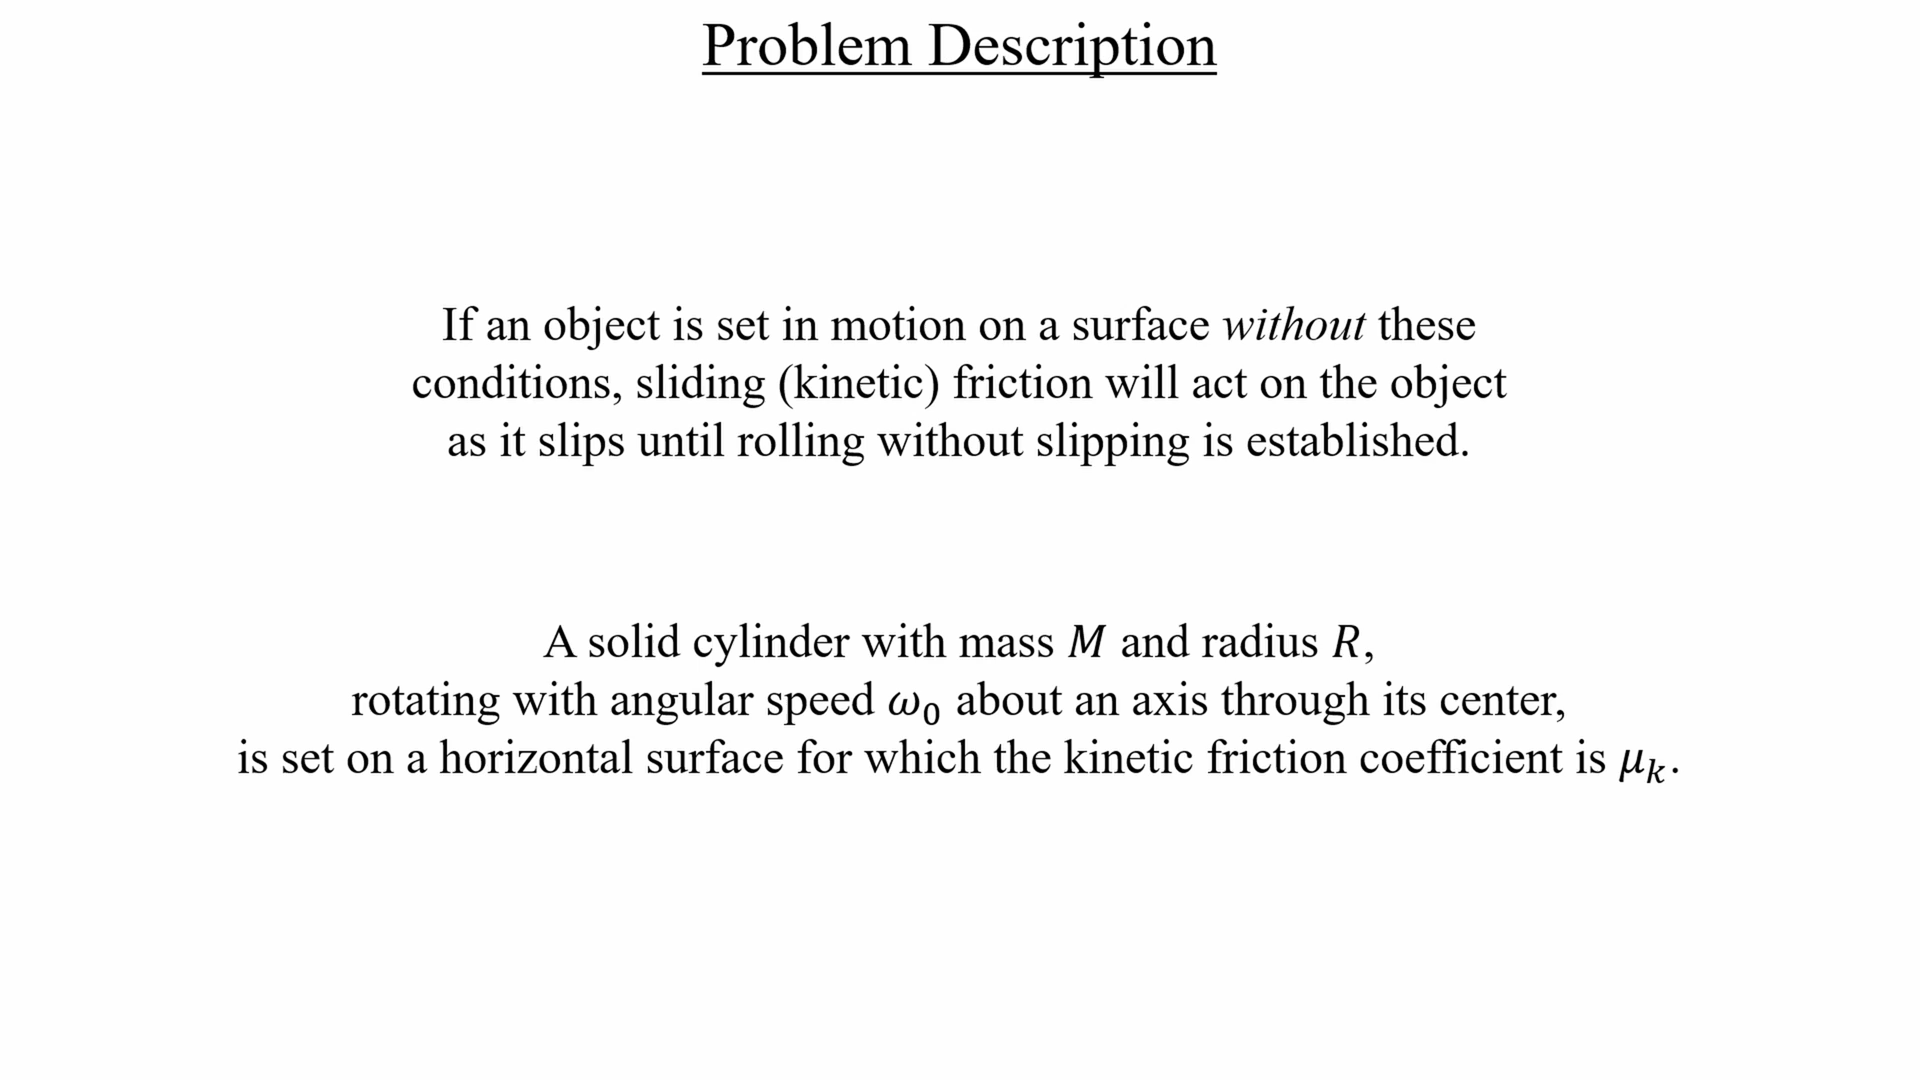 Problem Description
If an object is set in motion on a surface without these
conditions, sliding (kinetic) friction will act on the object
as it slips until rolling without slipping is established.
A solid cylinder with mass M and radius R,
rotating with angular speed ω₀ about an axis through its center,
is set on a horizontal surface for which the kinetic friction coefficient is μₖ.